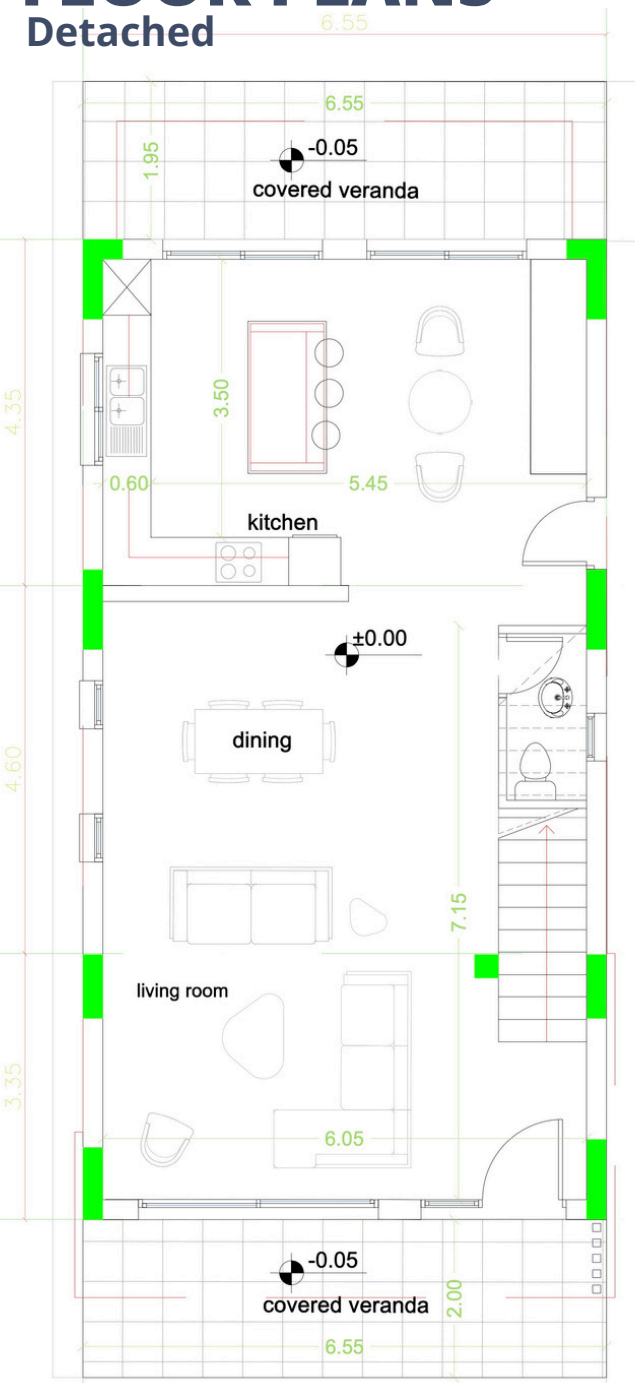 FLOOR PLANS
Detached
6.55
6.55
1.95
-0.05
covered veranda
4.35
3.50
0.60
5.45
kitchen
±0.00
dining
4.60
7.15
living room
3.35
6.05
-0.05
covered veranda
2.00
6.55